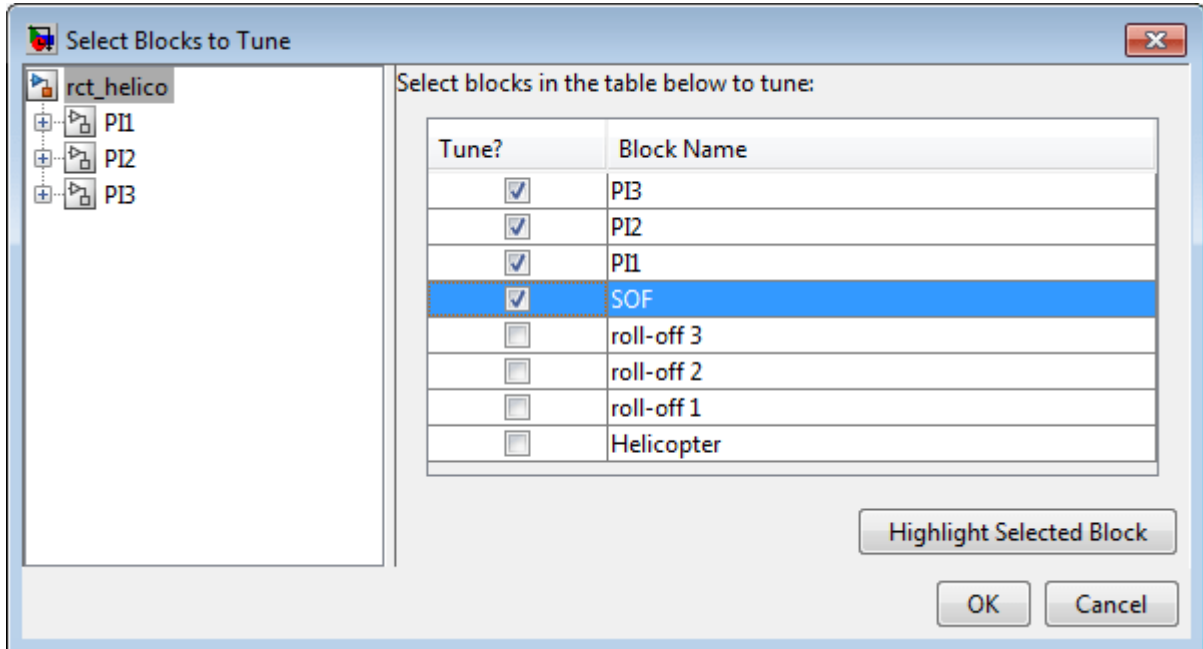 Select Blocks to Tune
rct_helico
PI1
PI2
PI3
Select blocks in the table below to tune:
Tune? Block Name
PI3
PI2
PI1
SOF
roll-off 3
roll-off 2
roll-off 1
Helicopter
Highlight Selected Block
OK Cancel